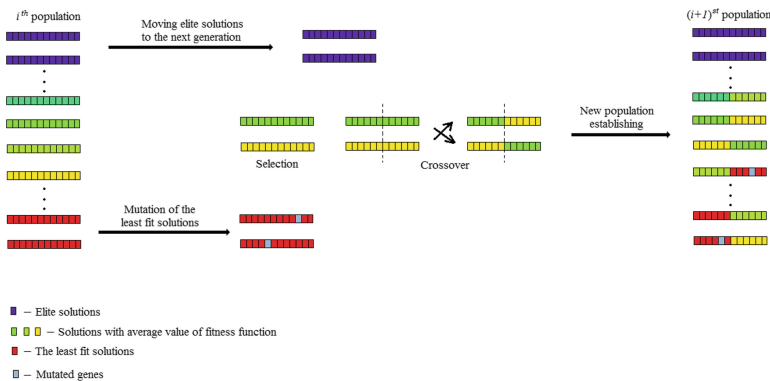 i th population
Moving elite solutions
to the next generation
(i+1)st population
Selection
Crossover
New population
establishing
Mutation of the
least fit solutions
– Elite solutions
– Solutions with average value of fitness function
– The least fit solutions
– Mutated genes